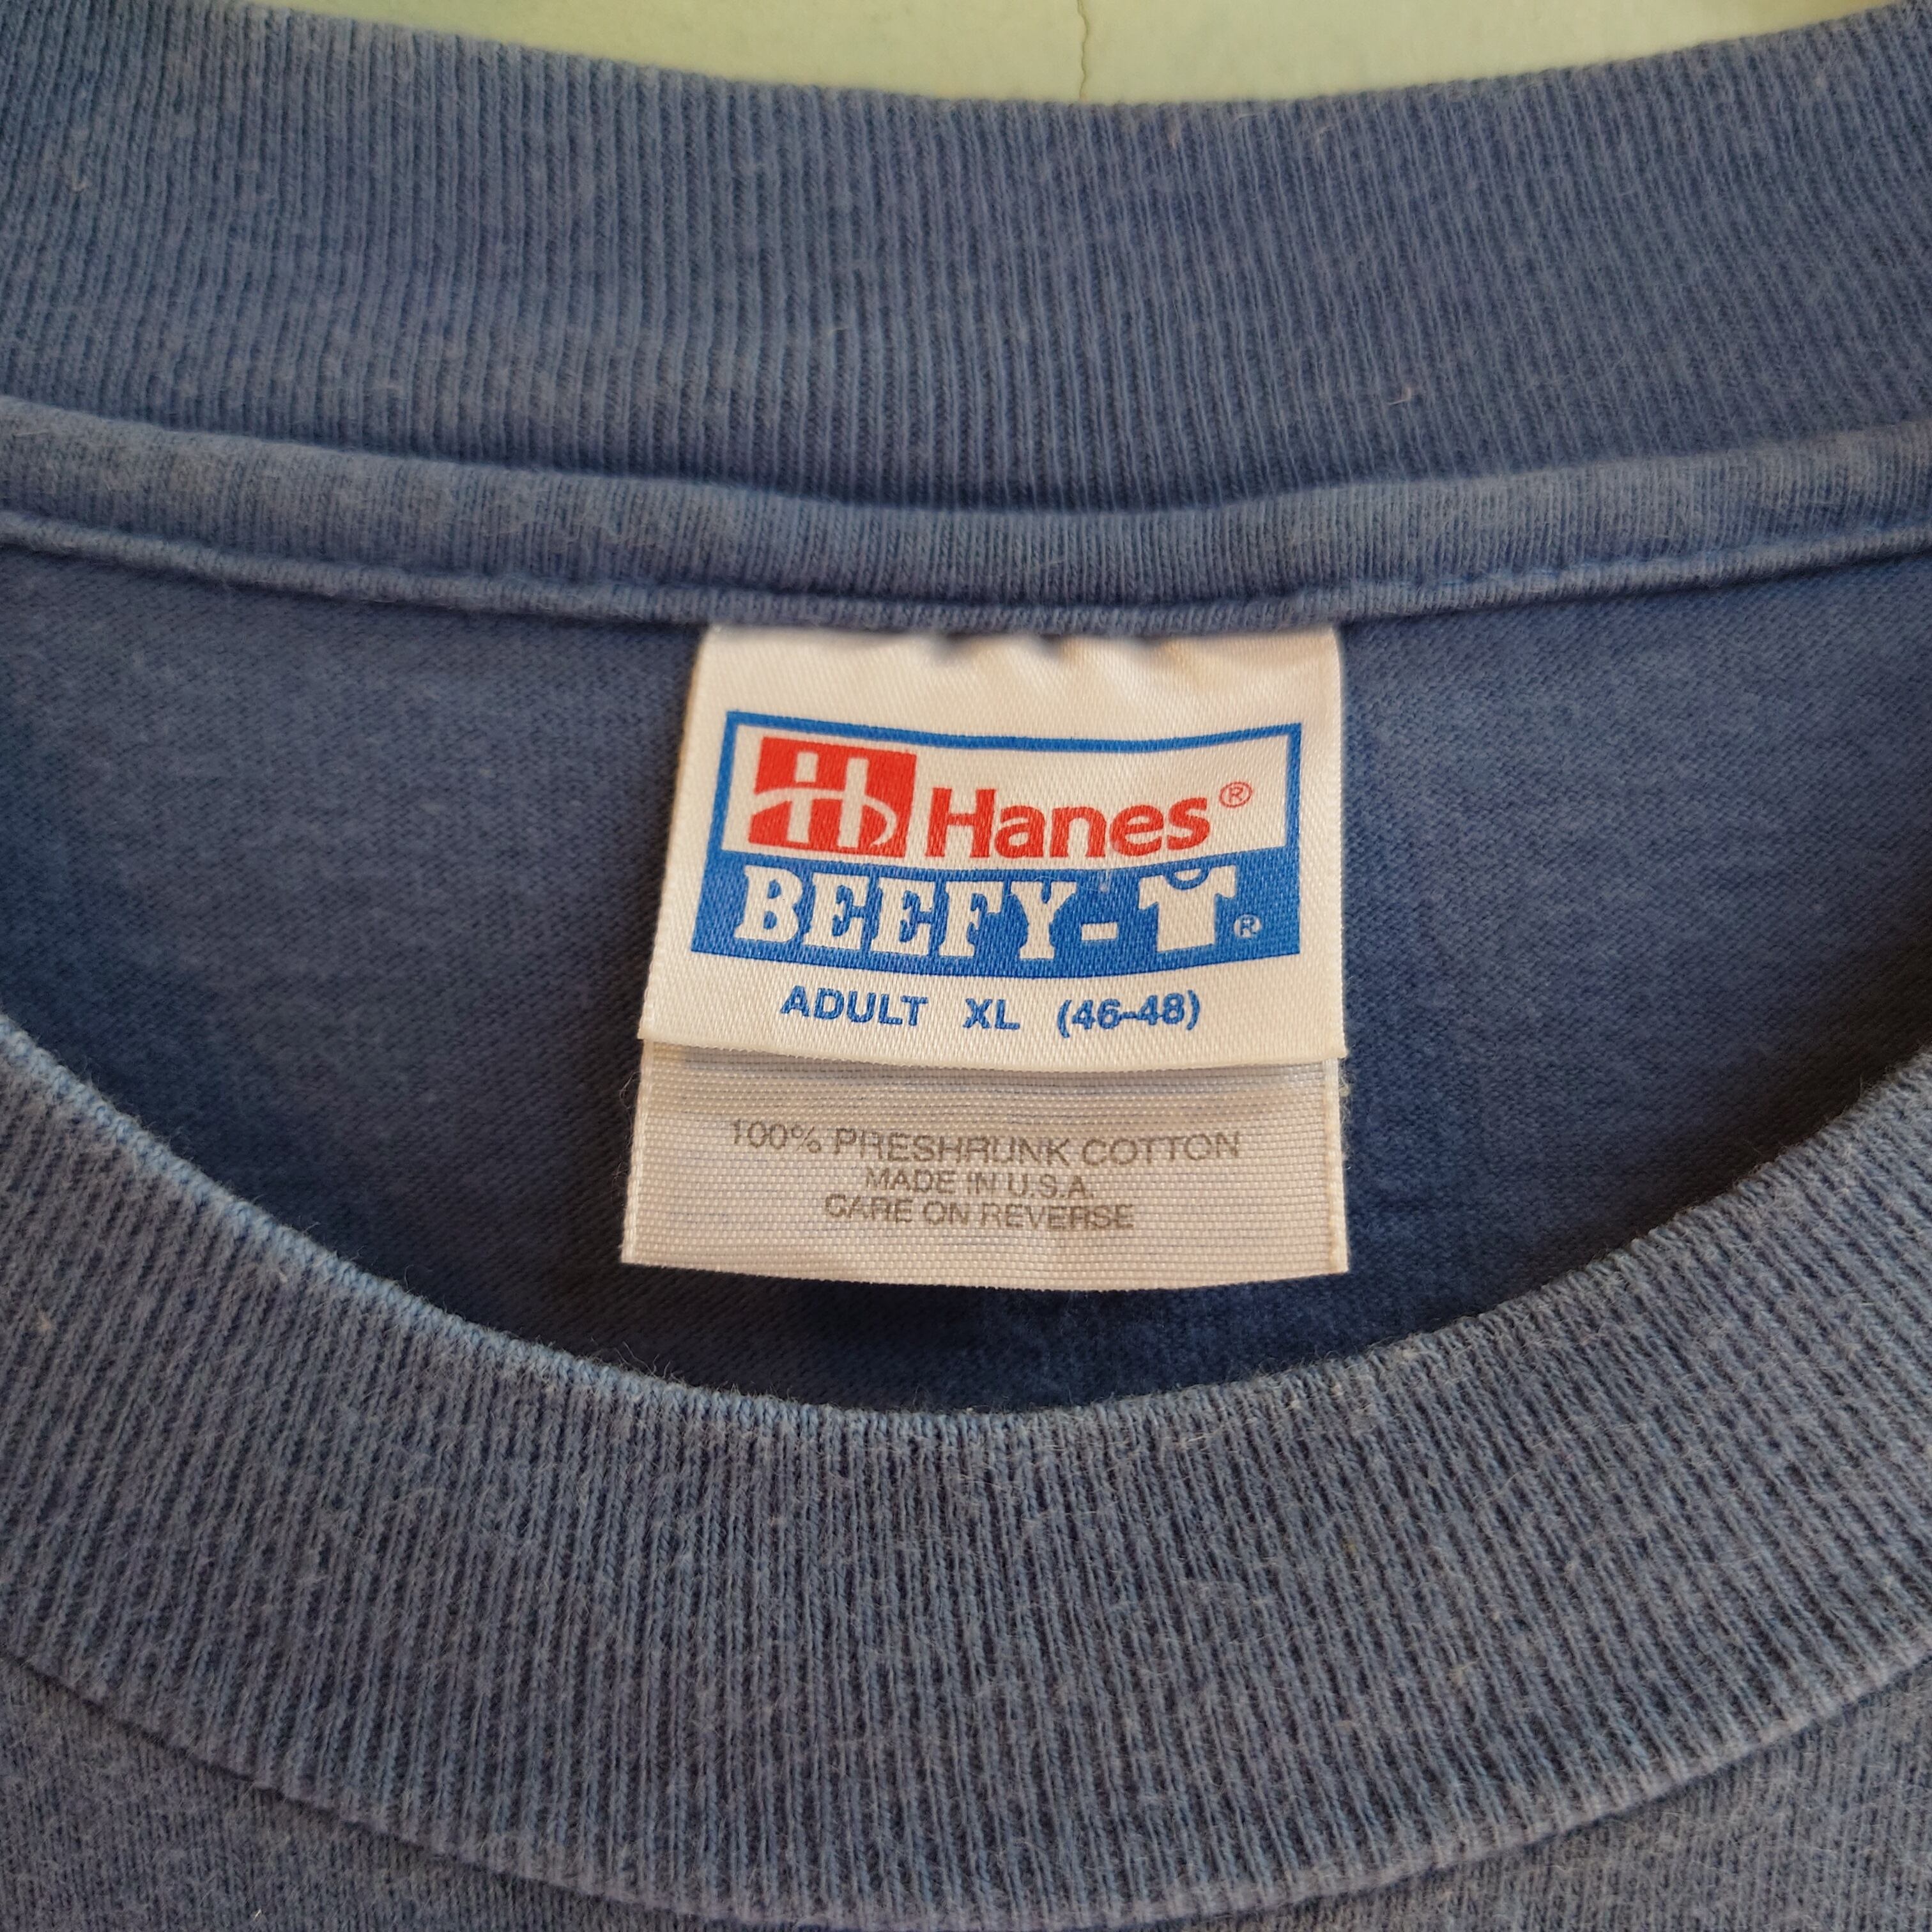 Hanes®
BEEFY-T®
ADULT XL (46-48)
100% PRESHRUNK COTTON
MADE IN U.S.A.
CARE ON REVERSE